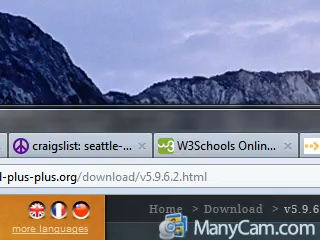 craigslist: seattle-...
W3Schools Onlin...
l-plus-plus.org/download/v5.9.6.2.html
Home > Download > v5.9.6
more languages
ManyCam.com